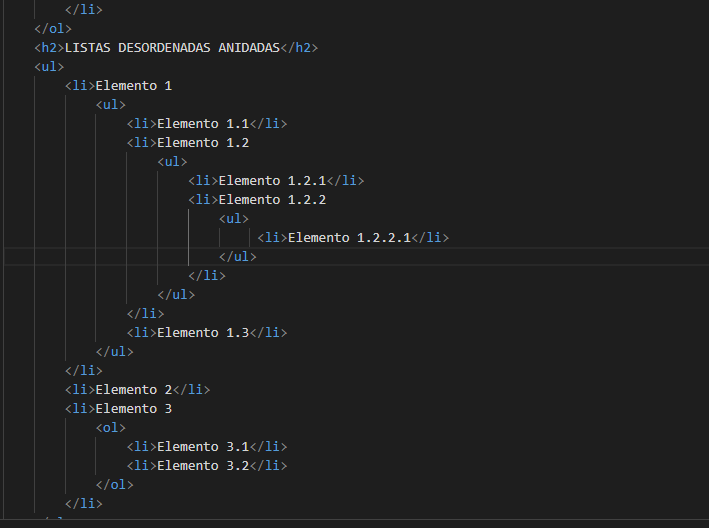 </li>
</ol>
<h2>LISTAS DESORDENADAS ANIDADAS</h2>
<ul>
<li>Elemento 1
<ul>
<li>Elemento 1.1</li>
<li>Elemento 1.2
<ul>
<li>Elemento 1.2.1</li>
<li>Elemento 1.2.2
<ul>
<li>Elemento 1.2.2.1</li>
</ul>
</li>
</ul>
</li>
<li>Elemento 1.3</li>
</ul>
</li>
<li>Elemento 2</li>
<li>Elemento 3
<ol>
<li>Elemento 3.1</li>
<li>Elemento 3.2</li>
</ol>
</li>